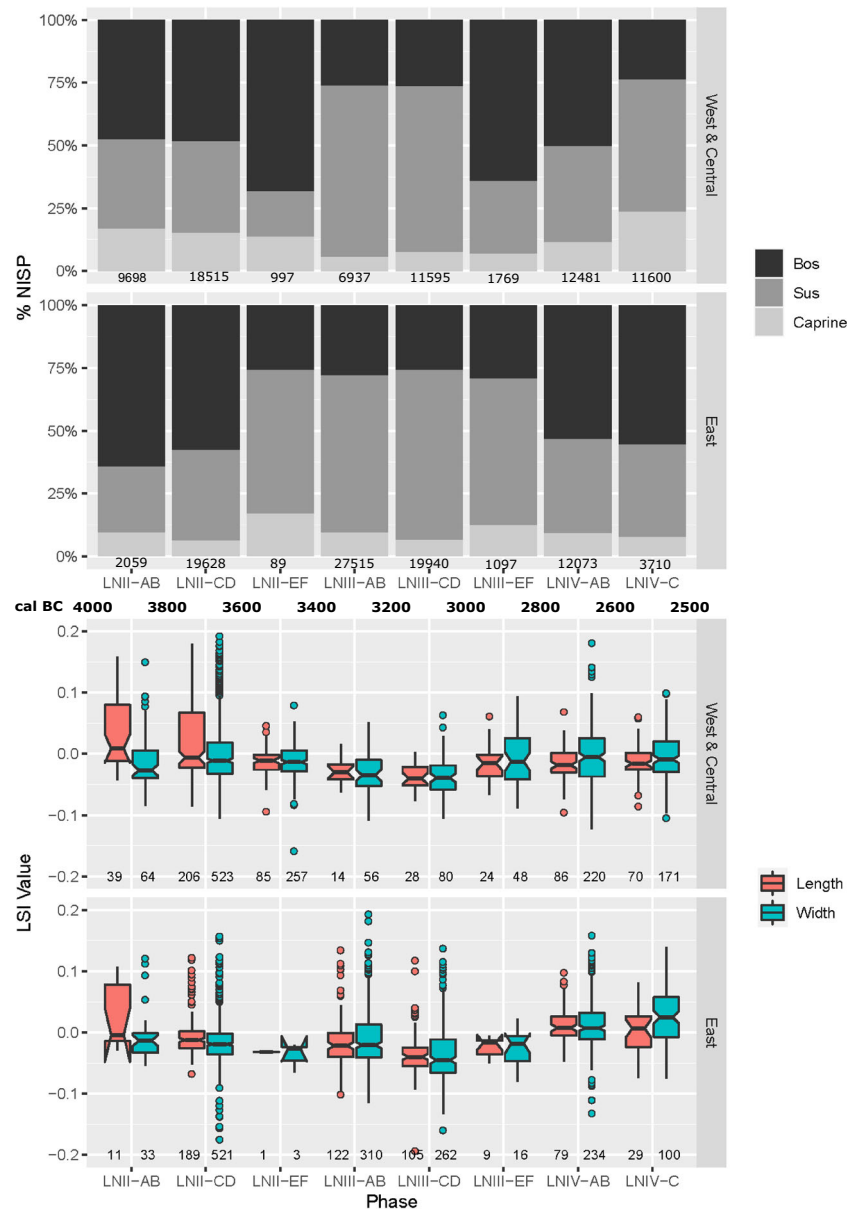 100%
75%
50%
25%
0%
9698 18515 997 6937 11595 1769 12481 11600
West & Central
% NISP
Bos
Sus
Caprine
100%
75%
50%
25%
0%
2059 19628 89 27515 19940 1097 12073 3710
East
LNII-AB LNII-CD LNII-EF LNIII-AB LNIII-CD LNIII-EF LNIV-AB LNIV-C
cal BC 4000 3800 3600 3400 3200 3000 2800 2600 2500
0.2
0.1
0.0
-0.1
-0.2
39 64 206 523 85 257 14 56 28 80 24 48 86 220 70 171
West & Central
LSI Value
Length
Width
0.2
0.1
0.0
-0.1
-0.2
11 33 189 521 1 3 122 310 105 262 9 16 79 234 29 100
East
LNII-AB LNII-CD LNII-EF LNIII-AB LNIII-CD LNIII-EF LNIV-AB LNIV-C
Phase